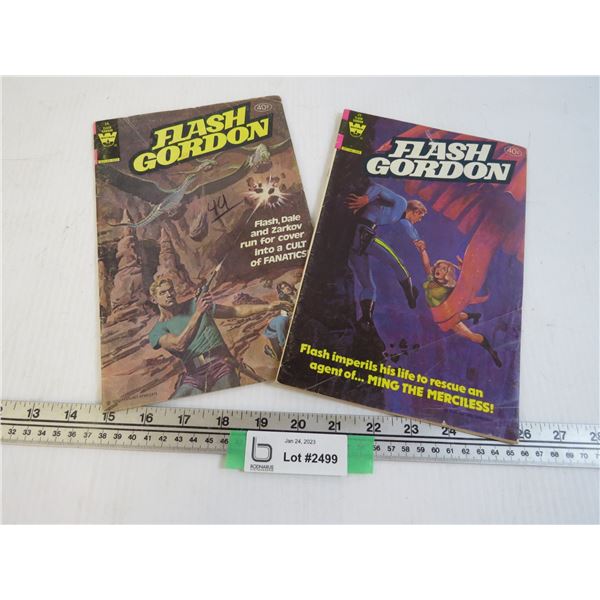 FLASH
GORDON
40¢
44
Flash, Dale
and Zarkov
run for cover
into a CULT
of FANATICS
FLASH
GORDON
40¢
Flash imperils his life to rescue an
agent of... MING THE MERCILESS!
13 14 15 16 17 18 19 20 21 22 23 24 26 27 28
b
BODNARUS
Jan 24, 2023
Lot #2499